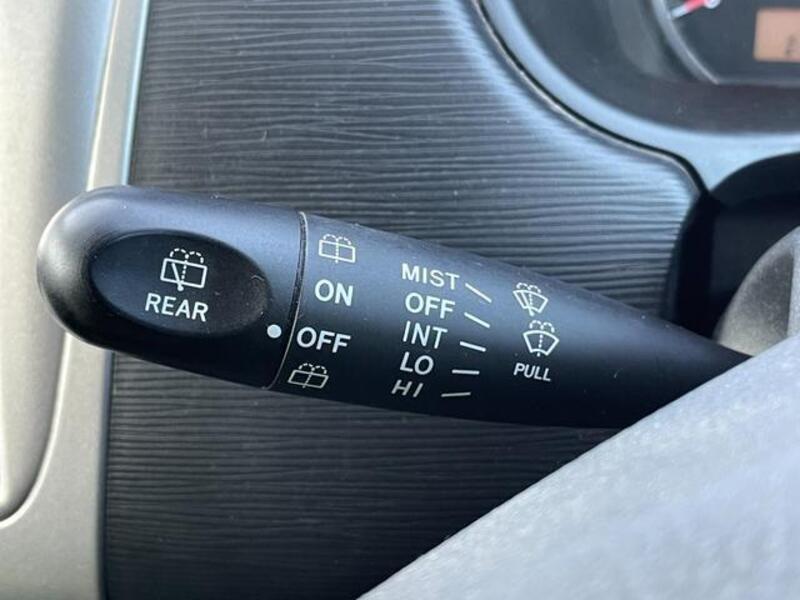 REAR
ON
OFF
MIST
OFF
INT
LO
HI
PULL